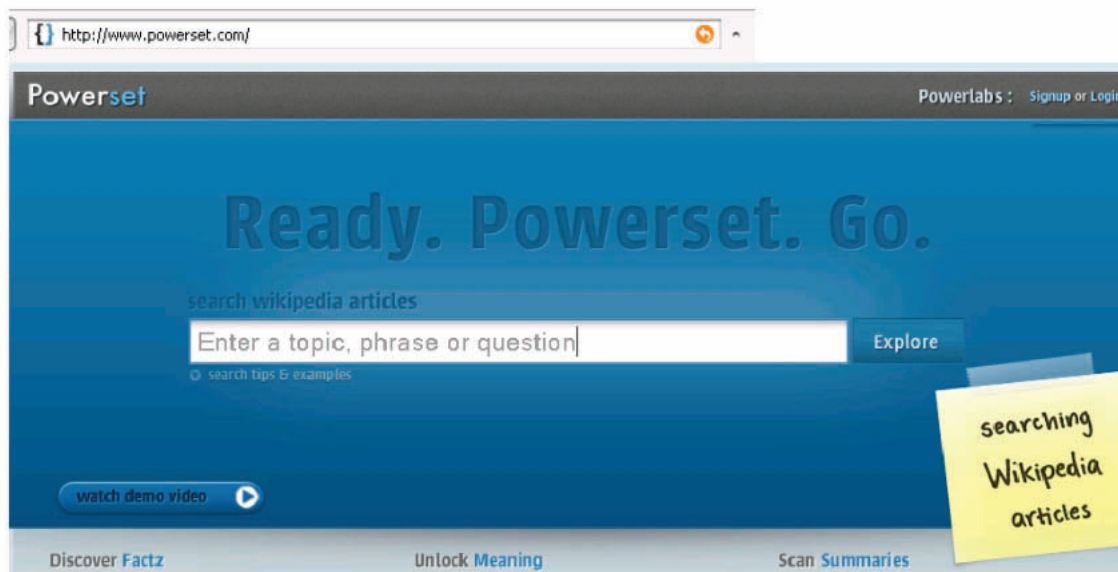 {} http://www.powerset.com/
Powerset
Powerlabs : Signup or Login
Ready. Powerset. Go.
search wikipedia articles
Enter a topic, phrase or question
Explore
search tips & examples
searching
Wikipedia
articles
watch demo video
Discover Factz
Unlock Meaning
Scan Summaries